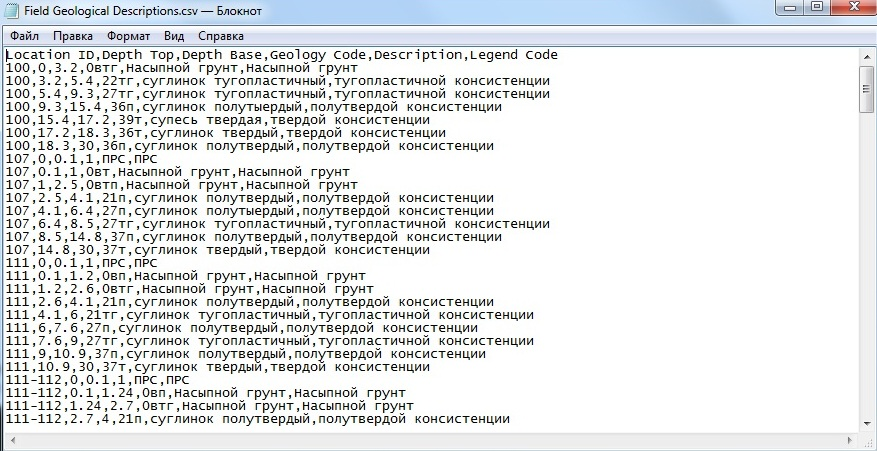 Field Geological Descriptions.csv — Блокнот
Файл Правка Формат Вид Справка
Location ID,Depth Top,Depth Base,Geology Code,Description,Legend Code
100,0,3.2,0втг,Насыпной грунт,Насыпной грунт
100,3.2,5.4,22тг,суглинок тугопластичный,тугопластичной консистенции
100,5.4,9.3,27тг,суглинок тугопластичный,тугопластичной консистенции
100,9.3,15.4,36п,суглинок полутыердый,полутвердой консистенции
100,15.4,17.2,39т,супесь твердая,твердой консистенции
100,17.2,18.3,36т,суглинок твердый,твердой консистенции
100,18.3,30,36п,суглинок полутвердый,полутвердой консистенции
107,0,0.1,1,ПРС,ПРС
107,0.1,1,0вт,Насыпной грунт,Насыпной грунт
107,1,2.5,0втп,Насыпной грунт,Насыпной грунт
107,2.5,4.1,21п,суглинок полутвердый,полутвердой консистенции
107,4.1,6.4,27п,суглинок полутыердый,полутвердой консистенции
107,6.4,8.5,27тг,суглинок тугопластичный,тугопластичной консистенции
107,8.5,14.8,37п,суглинок полутвердый,полутвердой консистенции
107,14.8,30,37т,суглинок твердый,твердой консистенции
111,0,0.1,1,ПРС,ПРС
111,0.1,1.2,0вп,Насыпной грунт,Насыпной грунт
111,1.2,2.6,0втг,Насыпной грунт,Насыпной грунт
111,2.6,4.1,21п,суглинок полутвердый,полутвердой консистенции
111,4.1,6,21тг,суглинок тугопластичный,тугопластичной консистенции
111,6,7.6,27п,суглинок полутвердый,полутвердой консистенции
111,7.6,9,27тг,суглинок тугопластичный,тугопластичной консистенции
111,9,10.9,37п,суглинок полутвердый,полутвердой консистенции
111,10.9,30,37т,суглинок твердый,твердой консистенции
111-112,0,0.1,1,ПРС,ПРС
111-112,0.1,1.24,0вп,Насыпной грунт,Насыпной грунт
111-112,1.24,2.7,0втг,Насыпной грунт,Насыпной грунт
111-112,2.7,4,21п,суглинок полутвердый,полутвердой консистенции